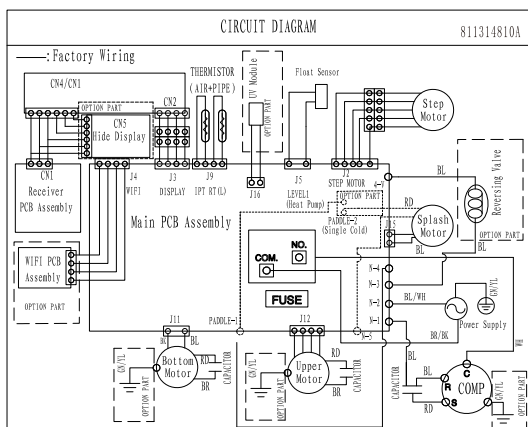 CIRCUIT DIAGRAM
811314810A
——:Factory Wiring
CN4/CN1
OPTION PART
CN5
Hide Display
CN2
THERMISTOR
(AIR+PIPE)
UV Module
OPTION PART
Float Sensor
Step
Motor
CN1
Receiver
PCB Assembly
J4
WIFI
J3
DISPLAY
J9
IPT RT(L)
J16
J5
LEVEL1
(Heat Pump)
J2
STEP MOTOR
4-V
BL
Reversing Valve
OPTION PART
BL
OPTION PART
PADDLE-2
(Single Cold)
RD
Splash
Motor
J15
BL
Main PCB Assembly
WIFI PCB
Assembly
OPTION PART
COM.
NO.
FUSE
N-4
N-3
N-2
N-1
N-5
BL/WH
BR/BK
GN/YL
Power Supply
PADDLE-1
J11
BK
BL
GN/YL
OPTION PART
Bottom
Motor
RD
BR
CAPACITOR
J12
GN/YL
OPTION PART
Upper
Motor
RD
BR
CAPACITOR
BL
CAPACITOR
BL
RD
R
S
C
COMP
GN/YL
OPTION PART